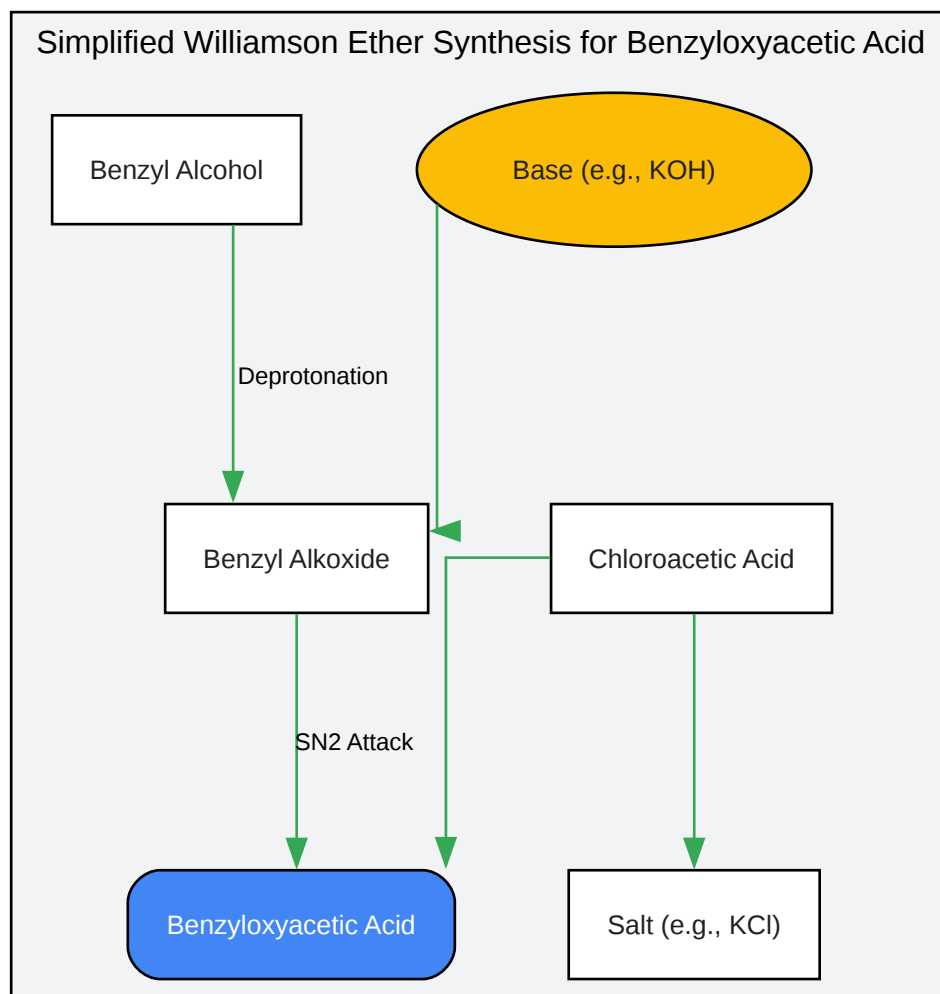 Simplified Williamson Ether Synthesis for Benzyloxyacetic Acid
Benzyl Alcohol
Base (e.g., KOH)
Deprotonation
Benzyl Alkoxide
Chloroacetic Acid
SN2 Attack
Benzyloxyacetic Acid
Salt (e.g., KCl)